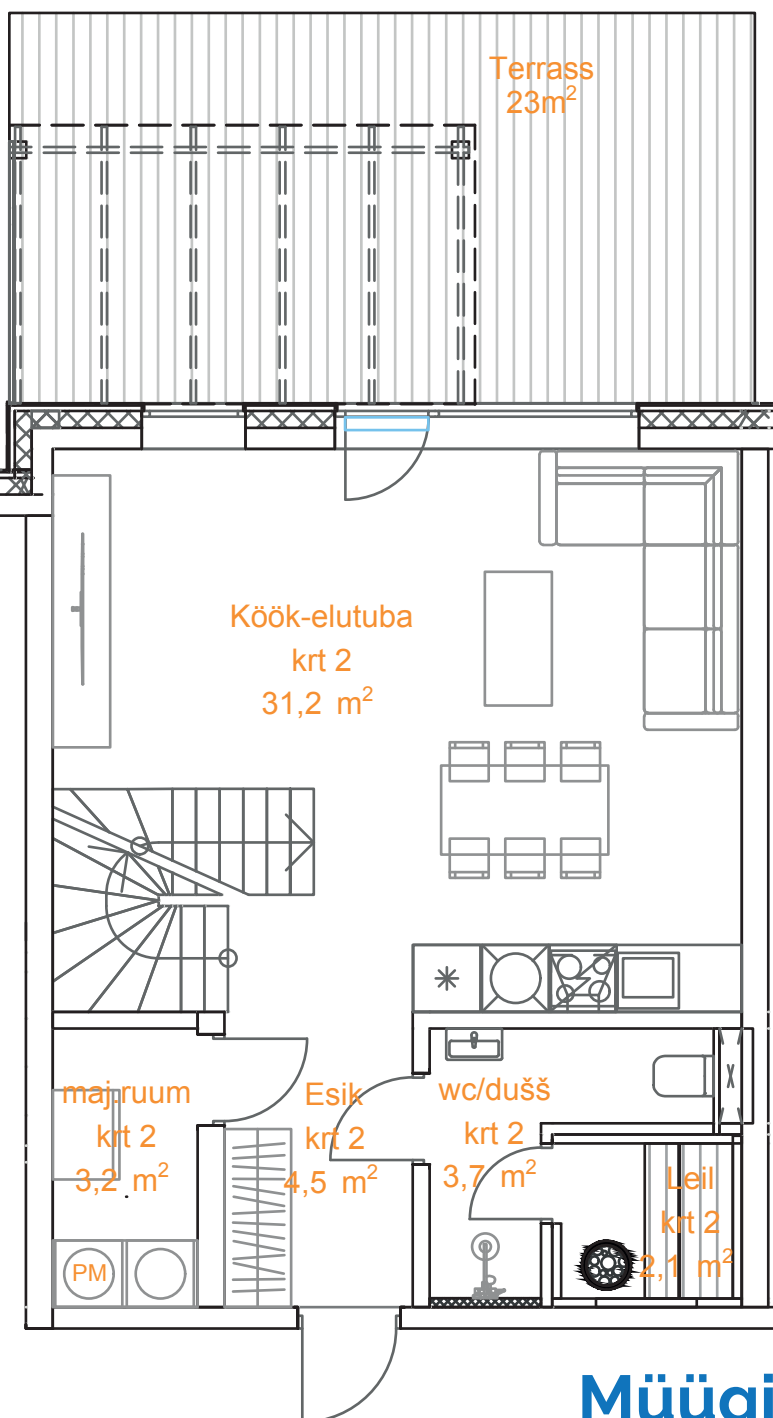 Terrass
23m²
Köök-elutuba
krt 2
31,2 m²
maj.ruum
krt 2
3,2 m²
Esik
krt 2
4,5 m²
wc/dušš
krt 2
3,7 m²
Leil
krt 2
2,1 m²
PM
Müügi